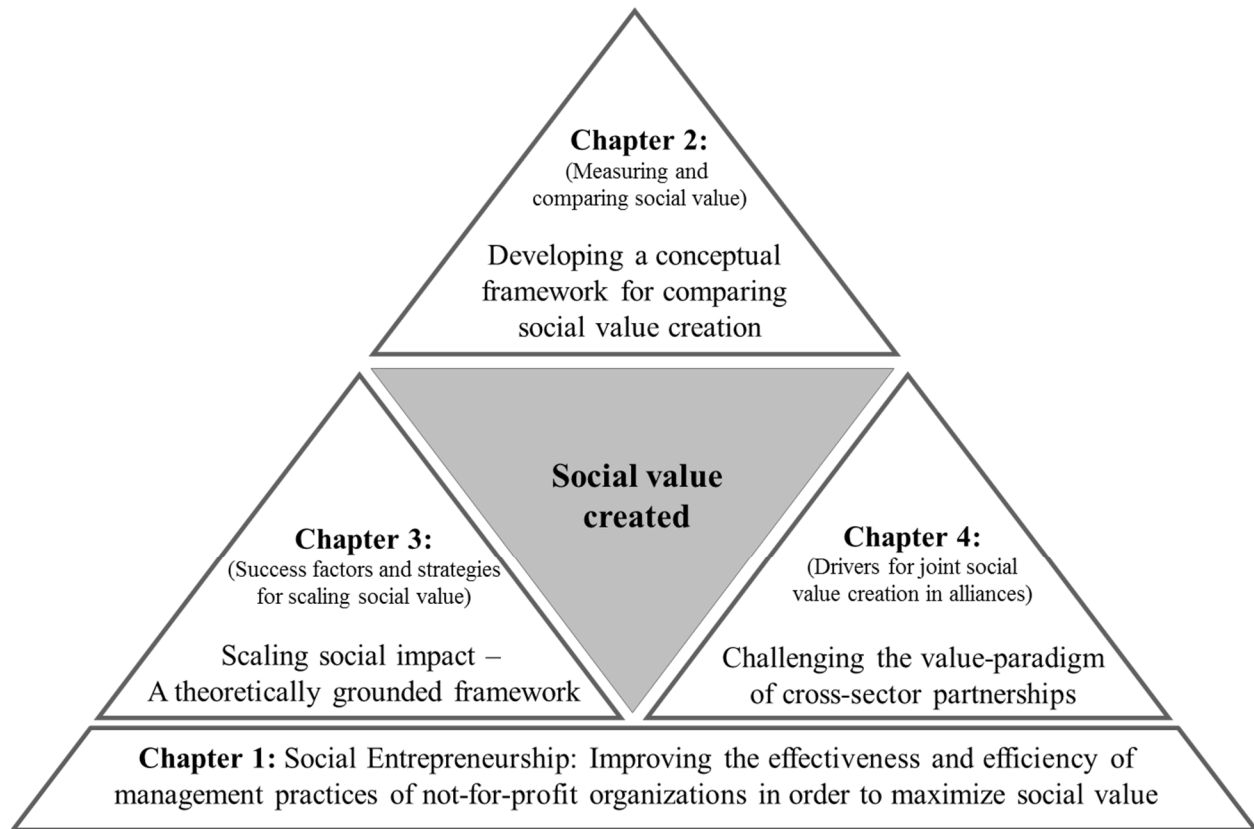 Chapter 2:
(Measuring and
comparing social value)
Developing a conceptual
framework for comparing
social value creation
Social value
created
Chapter 3:
(Success factors and strategies
for scaling social value)
Scaling social impact –
A theoretically grounded framework
Chapter 4:
(Drivers for joint social
value creation in alliances)
Challenging the value-paradigm
of cross-sector partnerships
Chapter 1: Social Entrepreneurship: Improving the effectiveness and efficiency of
management practices of not-for-profit organizations in order to maximize social value